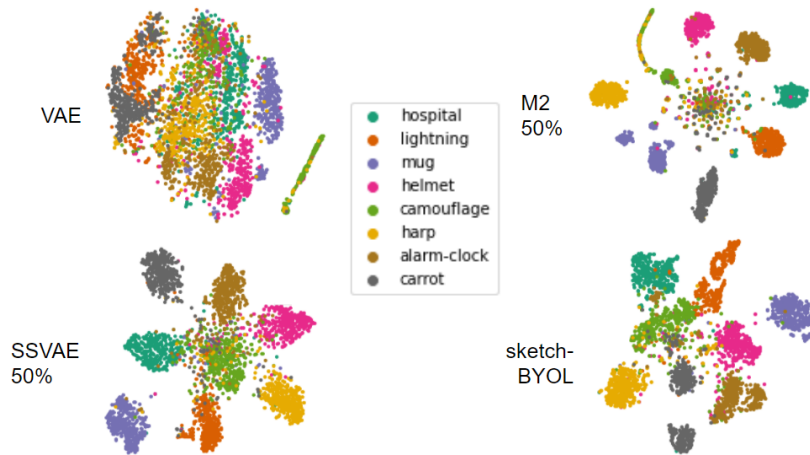 VAE
M2
50%
hospital
lightning
mug
helmet
camouflage
harp
alarm-clock
carrot
SSVAE
50%
sketch-
BYOL